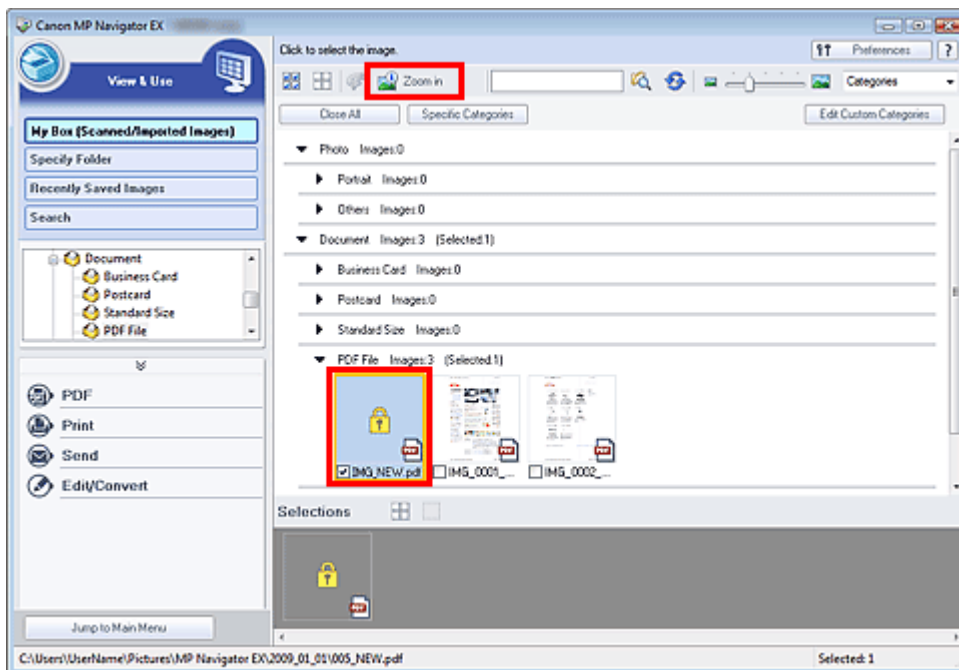 Canon MP Navigator EX
Click to select the image.
Preferences
?
View & Use
Zoom in
Categories
Close All
Specific Categories
Edit Custom Categories
My Box (Scanned/Imported Images)
Specify Folder
Recently Saved Images
Search
Document
Business Card
Postcard
Standard Size
PDF File
PDF
Print
Send
Edit/Convert
Jump to Main Menu
Photo Images:0
Portrait Images:0
Others Images:0
Document Images:3 (Selected:1)
Business Card Images:0
Postcard Images:0
Standard Size Images:0
PDF File Images:3 (Selected:1)
IMG_NEW.pdf
IMG_0001_...
IMG_0002_...
Selections
C:\Users\UserName\Pictures\MP Navigator EX\2009_01_01\005_NEW.pdf
Selected: 1